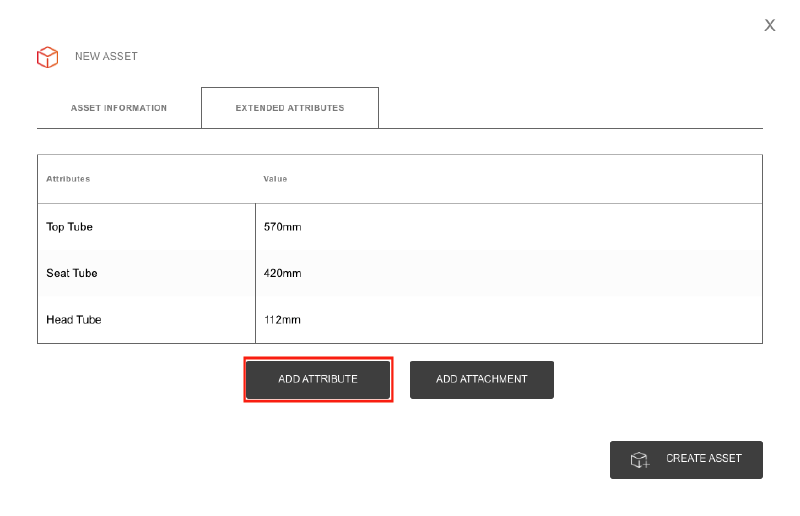 X
NEW ASSET
ASSET INFORMATION EXTENDED ATTRIBUTES
Attributes Value
Top Tube 570mm
Seat Tube 420mm
Head Tube 112mm
ADD ATTRIBUTE ADD ATTACHMENT
CREATE ASSET